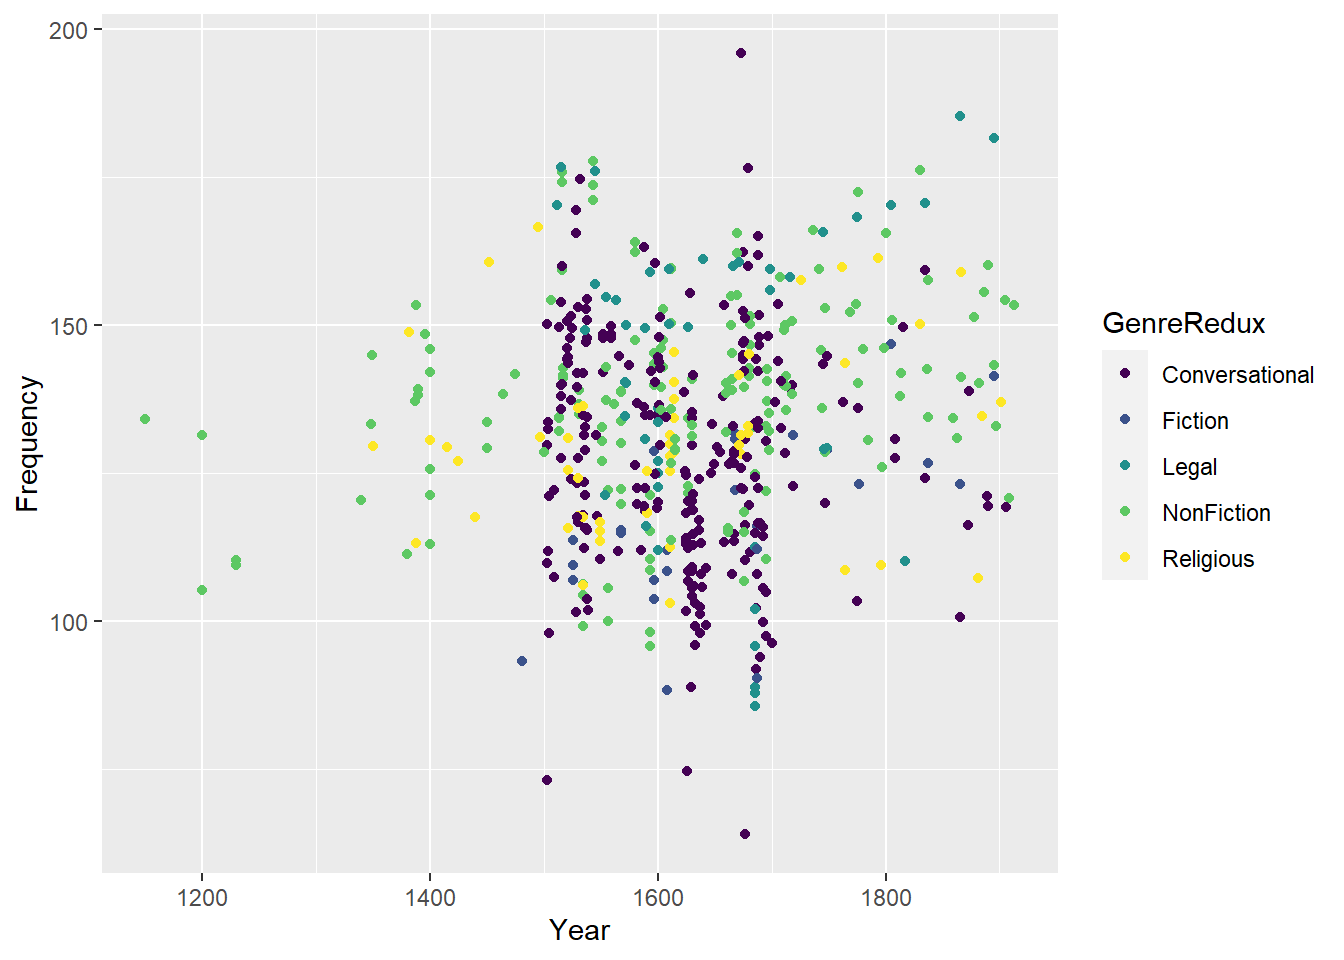 200
150
100
Frequency
1200
1400
1600
1800
Year
GenreRedux
Conversational
Fiction
Legal
NonFiction
Religious